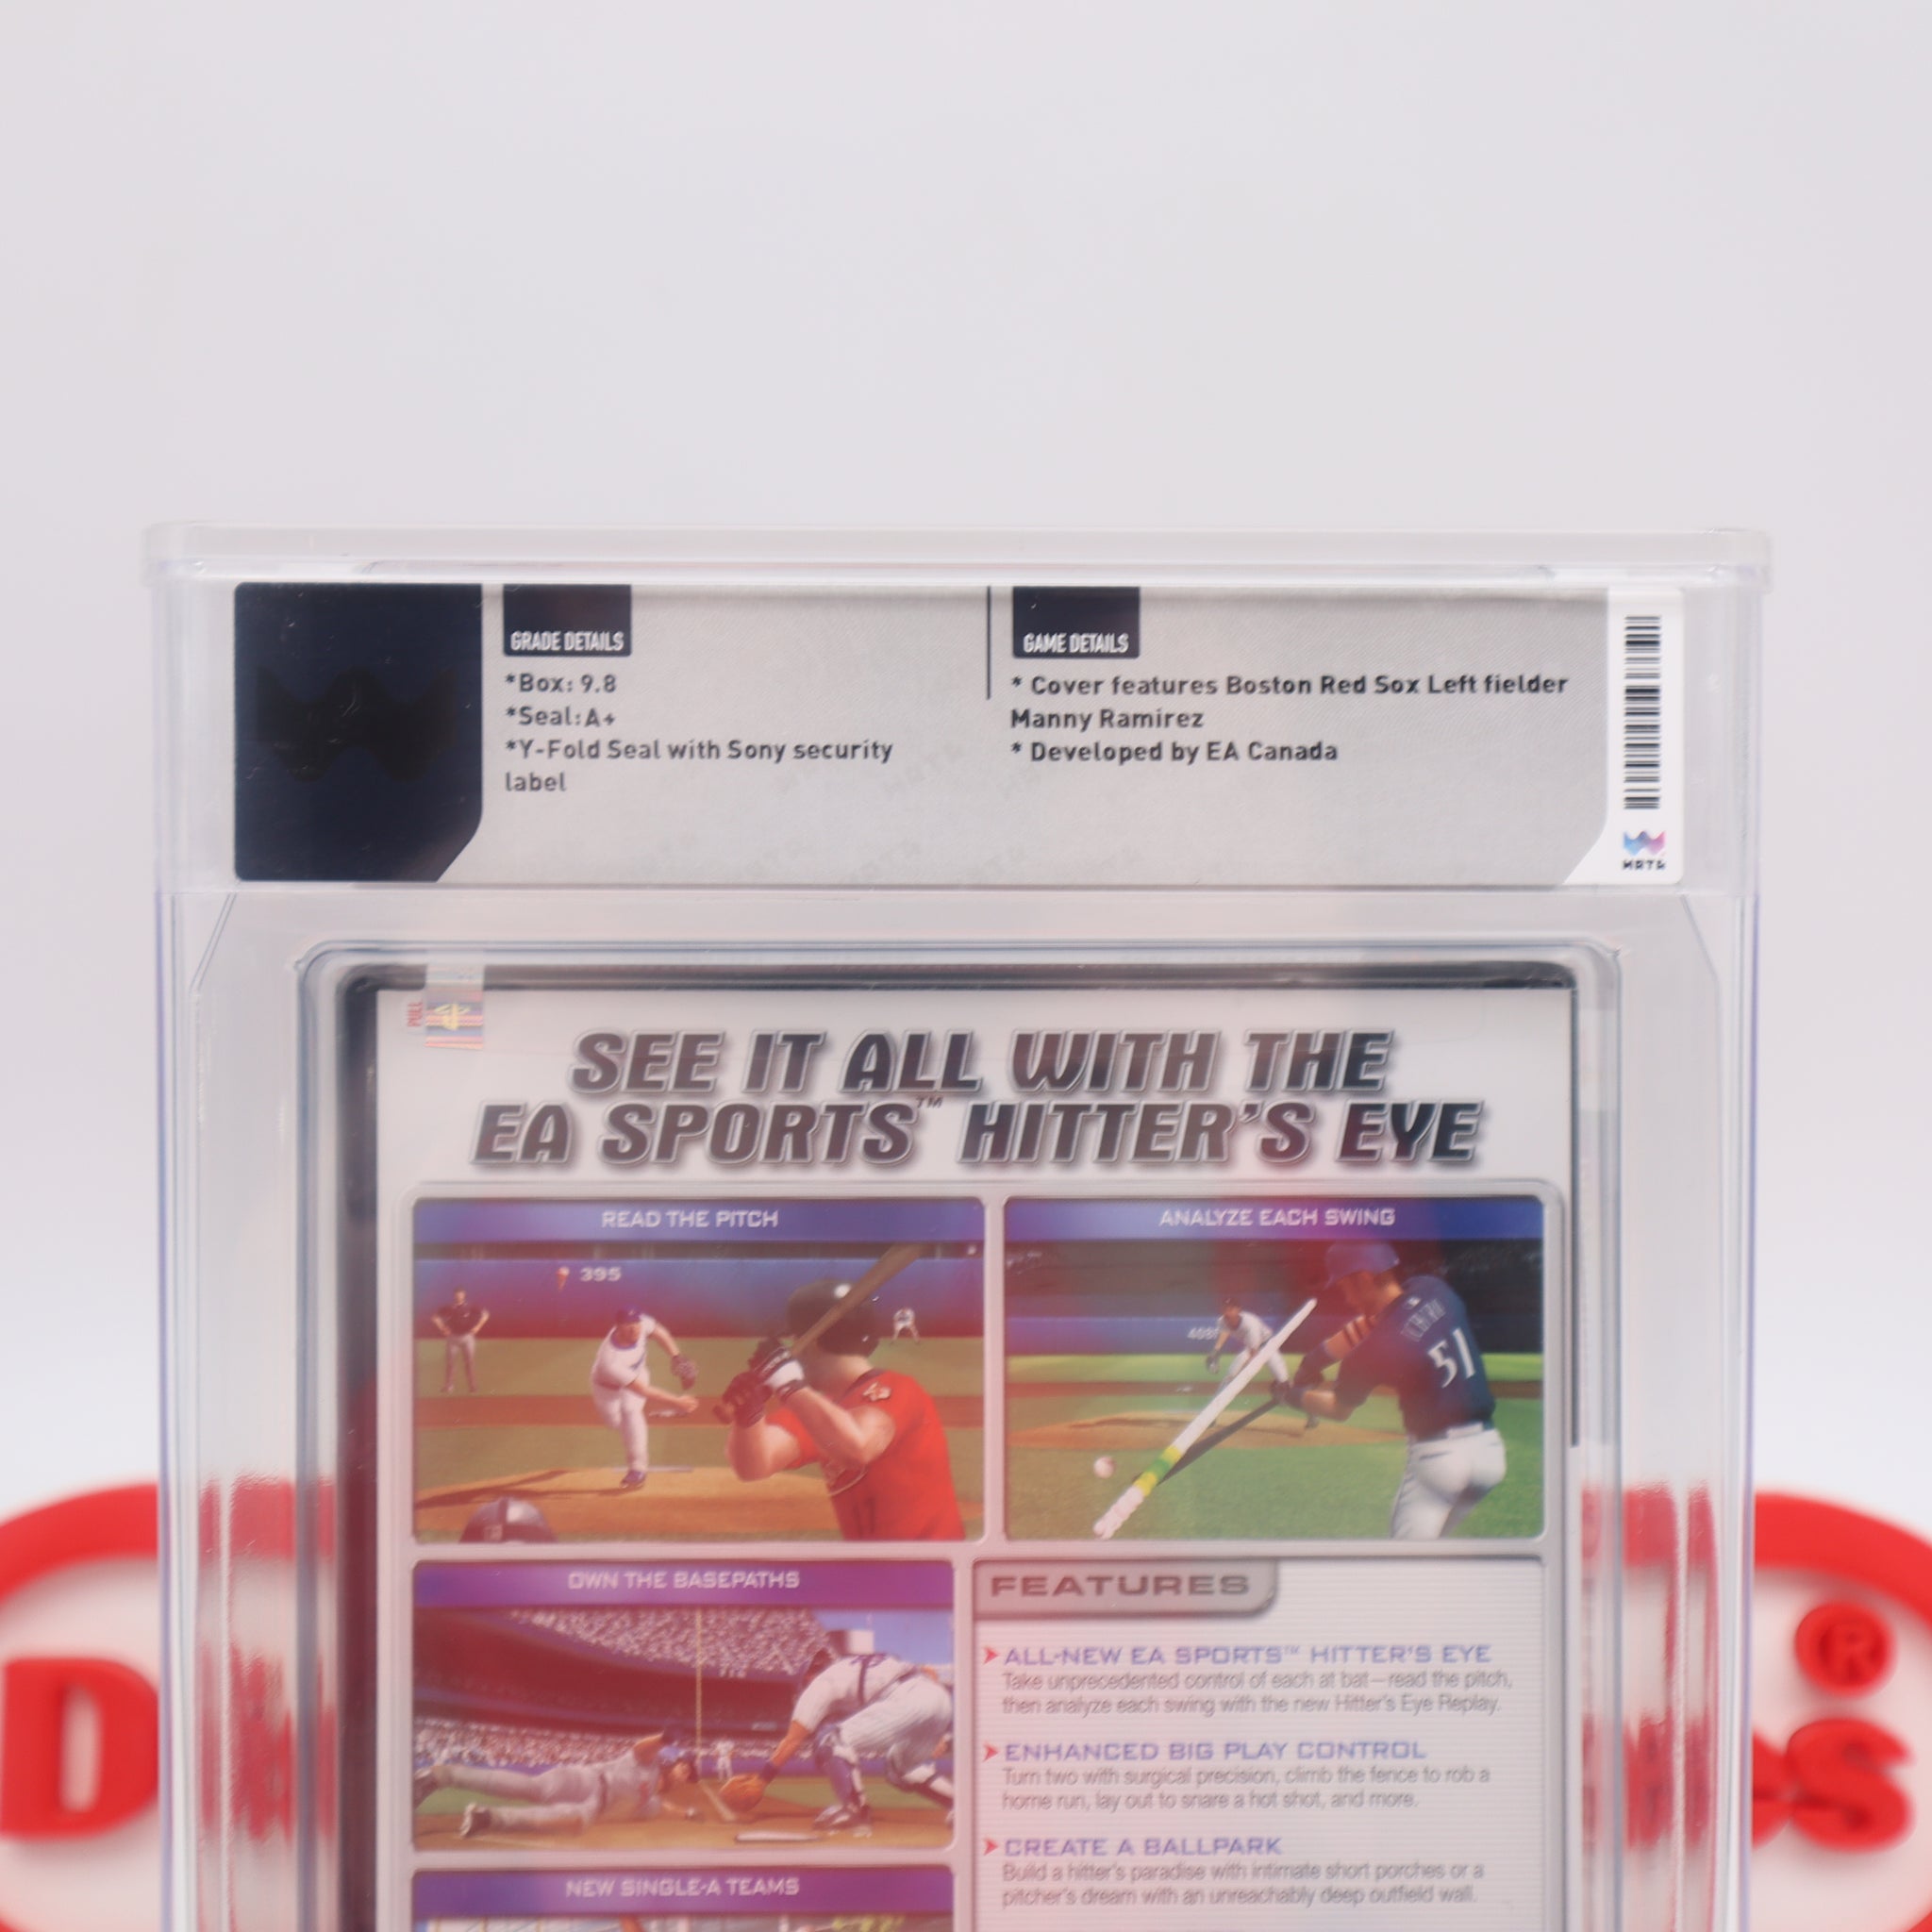 GRADE DETAILS
*Box: 9.8
*Seal: A+
*Y-Fold Seal with Sony security
label
GAME DETAILS
* Cover features Boston Red Sox Left fielder
Manny Ramirez
* Developed by EA Canada
WATA
PULL
SEE IT ALL WITH THE
EA SPORTS™ HITTER'S EYE
READ THE PITCH
395
ANALYZE EACH SWING
408
ICHIRO
51
OWN THE BASEPATHS
FEATURES
ALL-NEW EA SPORTS™ HITTER'S EYE
Take unprecedented control of each at bat—read the pitch,
then analyze each swing with the new Hitter's Eye Replay.
ENHANCED BIG PLAY CONTROL
Turn two with surgical precision, climb the fence to rob a
home run, lay out to snare a hot shot, and more.
CREATE A BALLPARK
Build a hitter's paradise with intimate short porches or a
pitcher's dream with an unreachably deep outfield wall.
NEW SINGLE-A TEAMS
D
®
S